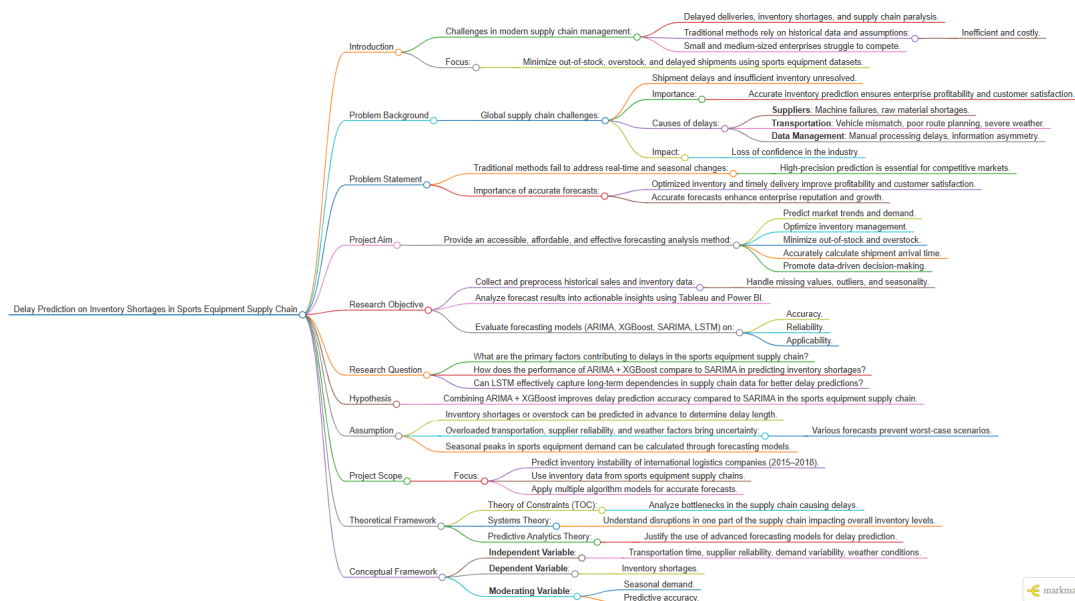 Delay Prediction on Inventory Shortages in Sports Equipment Supply Chain
Introduction
Challenges in modern supply chain management:
Delayed deliveries, inventory shortages, and supply chain paralysis.
Traditional methods rely on historical data and assumptions:
Inefficient and costly.
Small and medium-sized enterprises struggle to compete.
Focus:
Minimize out-of-stock, overstock, and delayed shipments using sports equipment datasets.
Problem Background
Global supply chain challenges:
Shipment delays and insufficient inventory unresolved.
Importance:
Accurate inventory prediction ensures enterprise profitability and customer satisfaction.
Causes of delays:
Suppliers: Machine failures, raw material shortages.
Transportation: Vehicle mismatch, poor route planning, severe weather.
Data Management: Manual processing delays, information asymmetry.
Impact:
Loss of confidence in the industry.
Problem Statement
Traditional methods fail to address real-time and seasonal changes:
High-precision prediction is essential for competitive markets.
Importance of accurate forecasts:
Optimized inventory and timely delivery improve profitability and customer satisfaction.
Accurate forecasts enhance enterprise reputation and growth.
Project Aim
Provide an accessible, affordable, and effective forecasting analysis method:
Predict market trends and demand.
Optimize inventory management.
Minimize out-of-stock and overstock.
Accurately calculate shipment arrival time.
Promote data-driven decision-making.
Research Objective
Collect and preprocess historical sales and inventory data:
Handle missing values, outliers, and seasonality.
Analyze forecast results into actionable insights using Tableau and Power BI.
Evaluate forecasting models (ARIMA, XGBoost, SARIMA, LSTM) on:
Accuracy.
Reliability.
Applicability.
Research Question
What are the primary factors contributing to delays in the sports equipment supply chain?
How does the performance of ARIMA + XGBoost compare to SARIMA in predicting inventory shortages?
Can LSTM effectively capture long-term dependencies in supply chain data for better delay predictions?
Hypothesis
Combining ARIMA + XGBoost improves delay prediction accuracy compared to SARIMA in the sports equipment supply chain.
Assumption
Inventory shortages or overstock can be predicted in advance to determine delay length.
Overloaded transportation, supplier reliability, and weather factors bring uncertainty:
Various forecasts prevent worst-case scenarios.
Seasonal peaks in sports equipment demand can be calculated through forecasting models.
Project Scope
Focus:
Predict inventory instability of international logistics companies (2015–2018).
Use inventory data from sports equipment supply chains.
Apply multiple algorithm models for accurate forecasts.
Theoretical Framework
Theory of Constraints (TOC):
Analyze bottlenecks in the supply chain causing delays.
Systems Theory:
Understand disruptions in one part of the supply chain impacting overall inventory levels.
Predictive Analytics Theory:
Justify the use of advanced forecasting models for delay prediction.
Conceptual Framework
Independent Variable:
Transportation time, supplier reliability, demand variability, weather conditions.
Dependent Variable:
Inventory shortages.
Moderating Variable:
Seasonal demand.
Predictive accuracy.